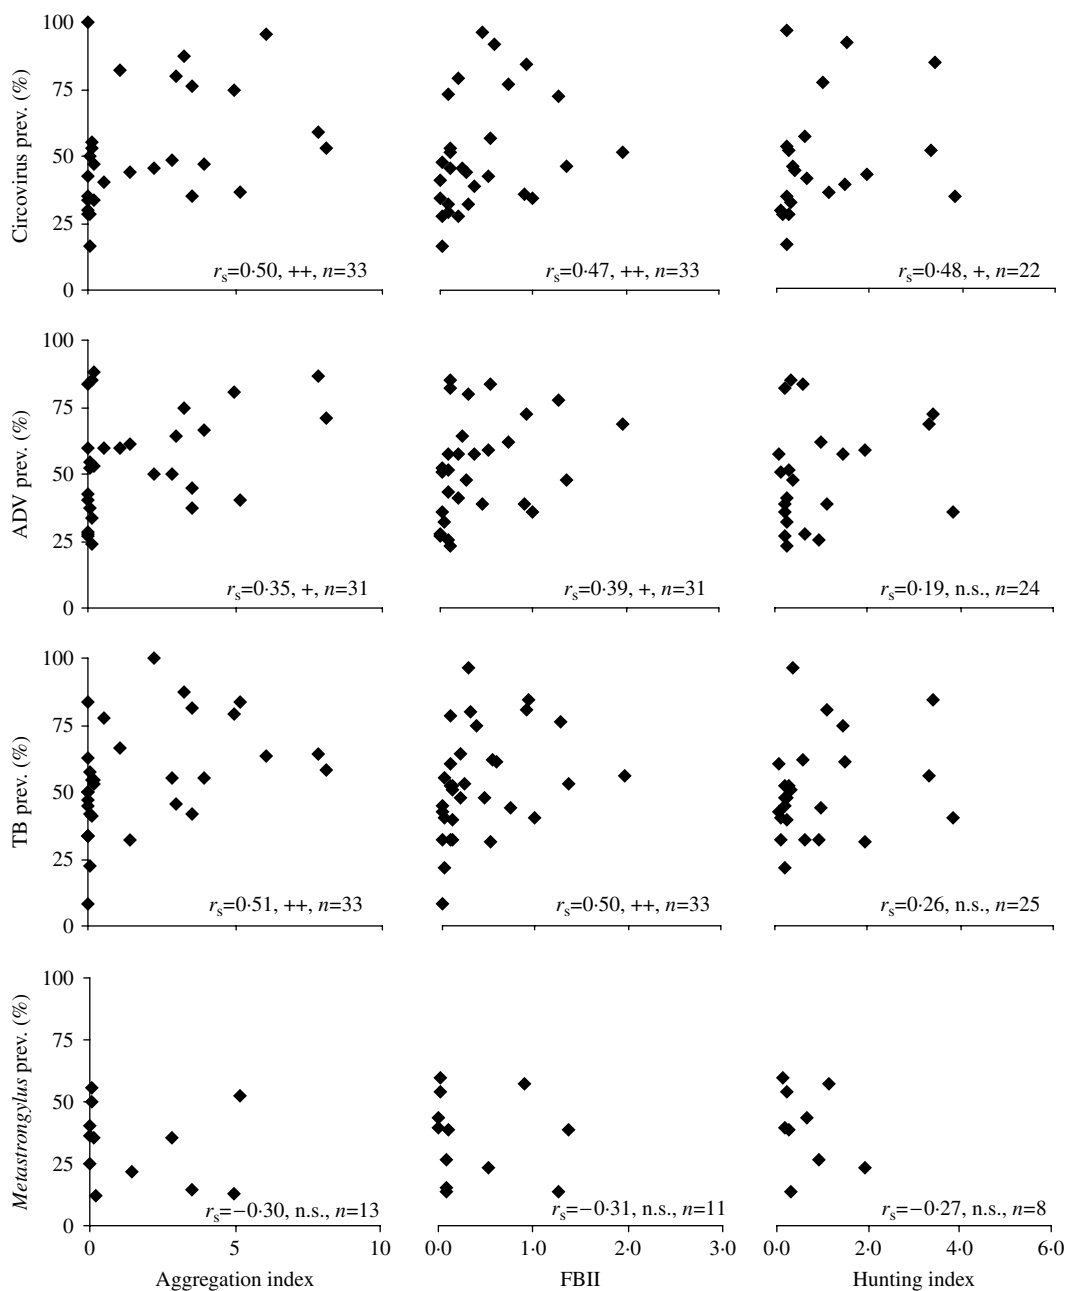 100
75
50
25
0
Circovirus prev. (%)
rs=0·50, ++, n=33
rs=0·47, ++, n=33
rs=0·48, +, n=22
100
75
50
25
0
ADV prev. (%)
rs=0·35, +, n=31
rs=0·39, +, n=31
rs=0·19, n.s., n=24
100
75
50
25
0
TB prev. (%)
rs=0·51, ++, n=33
rs=0·50, ++, n=33
rs=0·26, n.s., n=25
100
75
50
25
0
Metastrongylus prev. (%)
rs=−0·30, n.s., n=13
rs=−0·31, n.s., n=11
rs=−0·27, n.s., n=8
0 5 10
0·0 1·0 2·0 3·0
0·0 2·0 4·0 6·0
Aggregation index
FBII
Hunting index